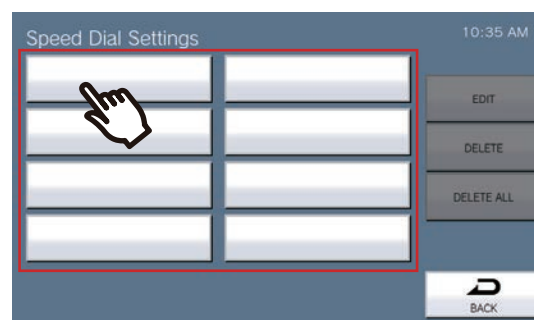 Speed Dial Settings
10:35 AM
EDIT
DELETE
DELETE ALL
BACK